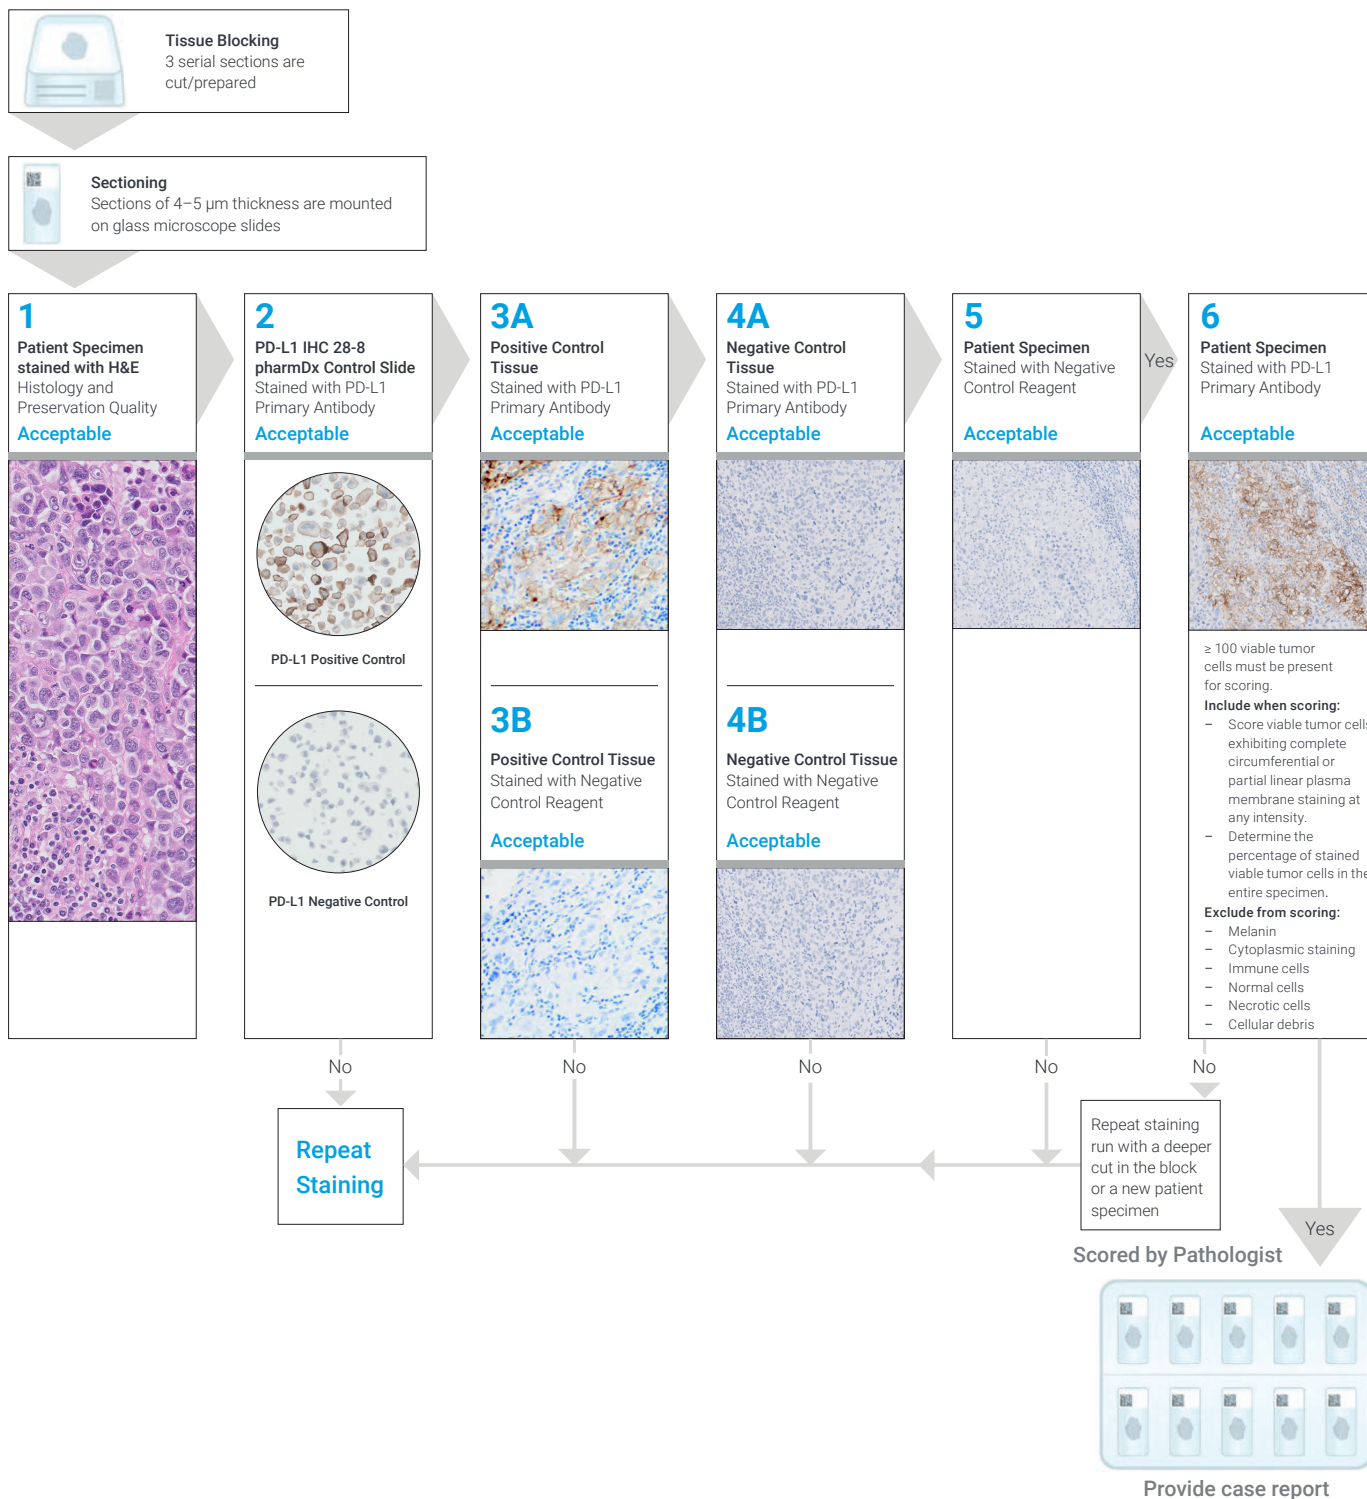 Tissue Blocking
3 serial sections are
cut/prepared
Sectioning
Sections of 4–5 µm thickness are mounted
on glass microscope slides
1
Patient Specimen
stained with H&E
Histology and
Preservation Quality
Acceptable
2
PD-L1 IHC 28-8
pharmDx Control Slide
Stained with PD-L1
Primary Antibody
Acceptable
PD-L1 Positive Control
PD-L1 Negative Control
3A
Positive Control
Tissue
Stained with PD-L1
Primary Antibody
Acceptable
3B
Positive Control Tissue
Stained with Negative
Control Reagent
Acceptable
4A
Negative Control
Tissue
Stained with PD-L1
Primary Antibody
Acceptable
4B
Negative Control Tissue
Stained with Negative
Control Reagent
Acceptable
5
Patient Specimen
Stained with Negative
Control Reagent
Acceptable
Yes
6
Patient Specimen
Stained with PD-L1
Primary Antibody
Acceptable
≥ 100 viable tumor
cells must be present
for scoring.
Include when scoring:
– Score viable tumor cells
exhibiting complete
circumferential or
partial linear plasma
membrane staining at
any intensity.
– Determine the
percentage of stained
viable tumor cells in the
entire specimen.
Exclude from scoring:
– Melanin
– Cytoplasmic staining
– Immune cells
– Normal cells
– Necrotic cells
– Cellular debris
No
No
No
No
No
Repeat
Staining
Repeat staining
run with a deeper
cut in the block
or a new patient
specimen
Yes
Scored by Pathologist
Provide case report